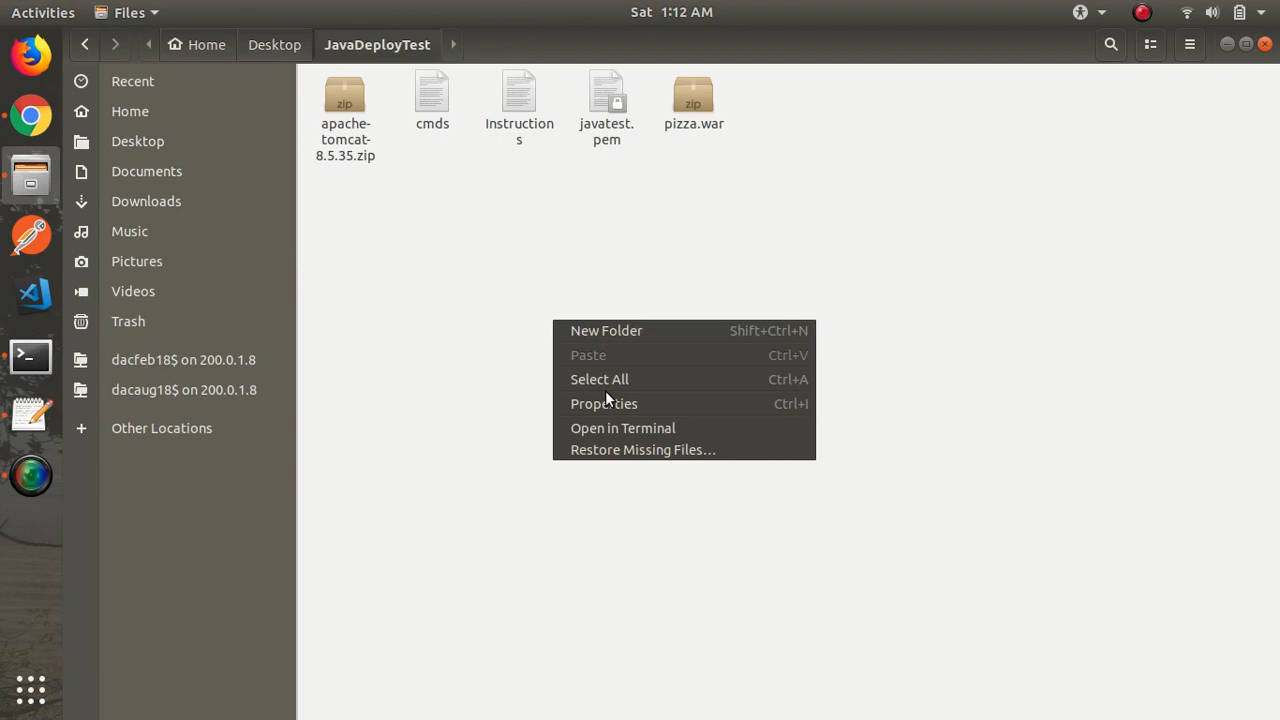 Activities
Files
Sat 1:12 AM
Home
Desktop
JavaDeployTest
Recent
Home
Desktop
Documents
Downloads
Music
Pictures
Videos
Trash
dacfeb18$ on 200.0.1.8
dacaug18$ on 200.0.1.8
Other Locations
zip
apache-
tomcat-
8.5.35.zip
cmds
Instruction
s
javatest.
pem
zip
pizza.war
New Folder Shift+Ctrl+N
Paste Ctrl+V
Select All Ctrl+A
Properties Ctrl+I
Open in Terminal
Restore Missing Files…